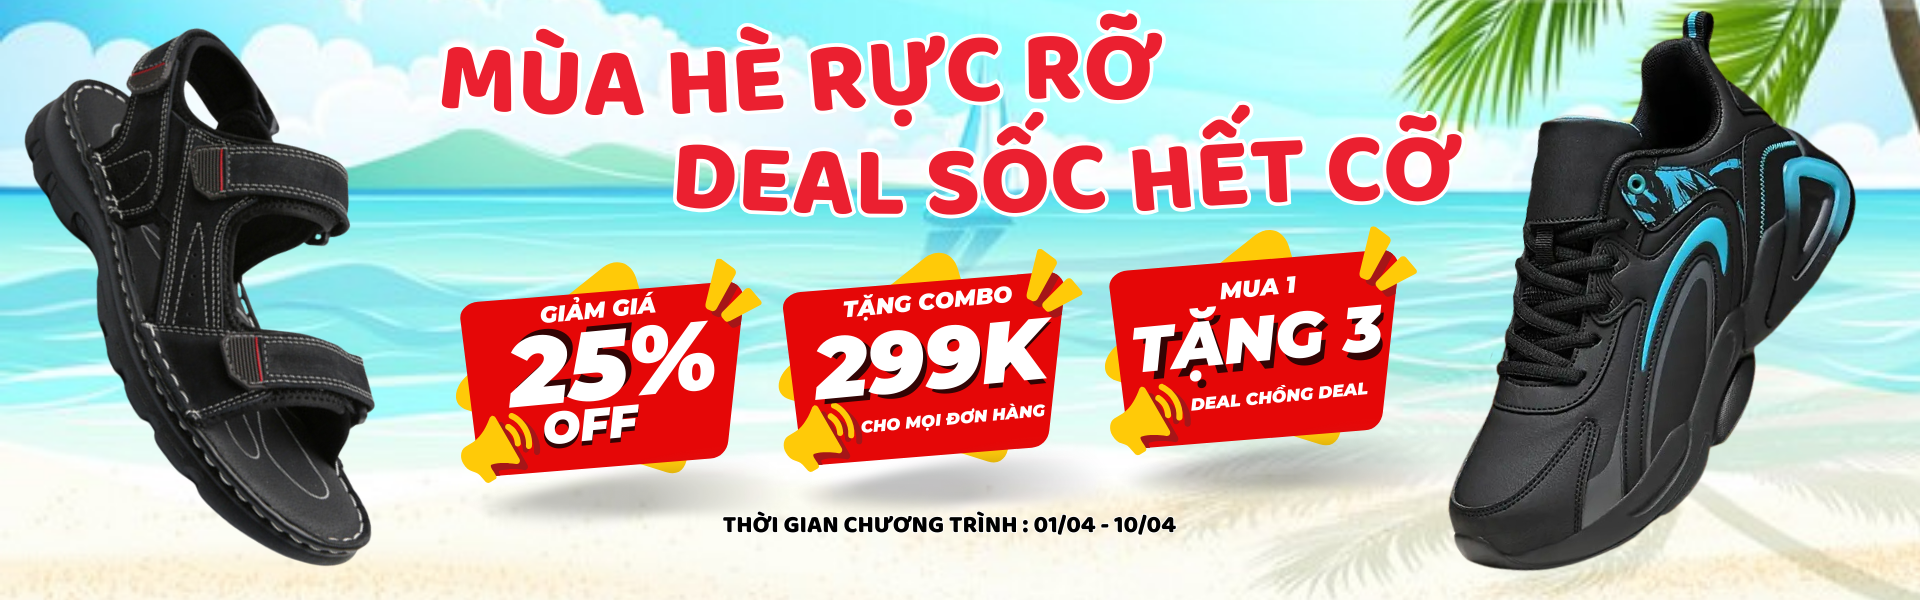 MÙA HÈ RỰC RỠ
DEAL SỐC HẾT CỠ
GIẢM GIÁ
25%
OFF
TẶNG COMBO
299K
CHO MỌI ĐƠN HÀNG
MUA 1
TẶNG 3
DEAL CHỒNG DEAL
THỜI GIAN CHƯƠNG TRÌNH : 01/04 - 10/04